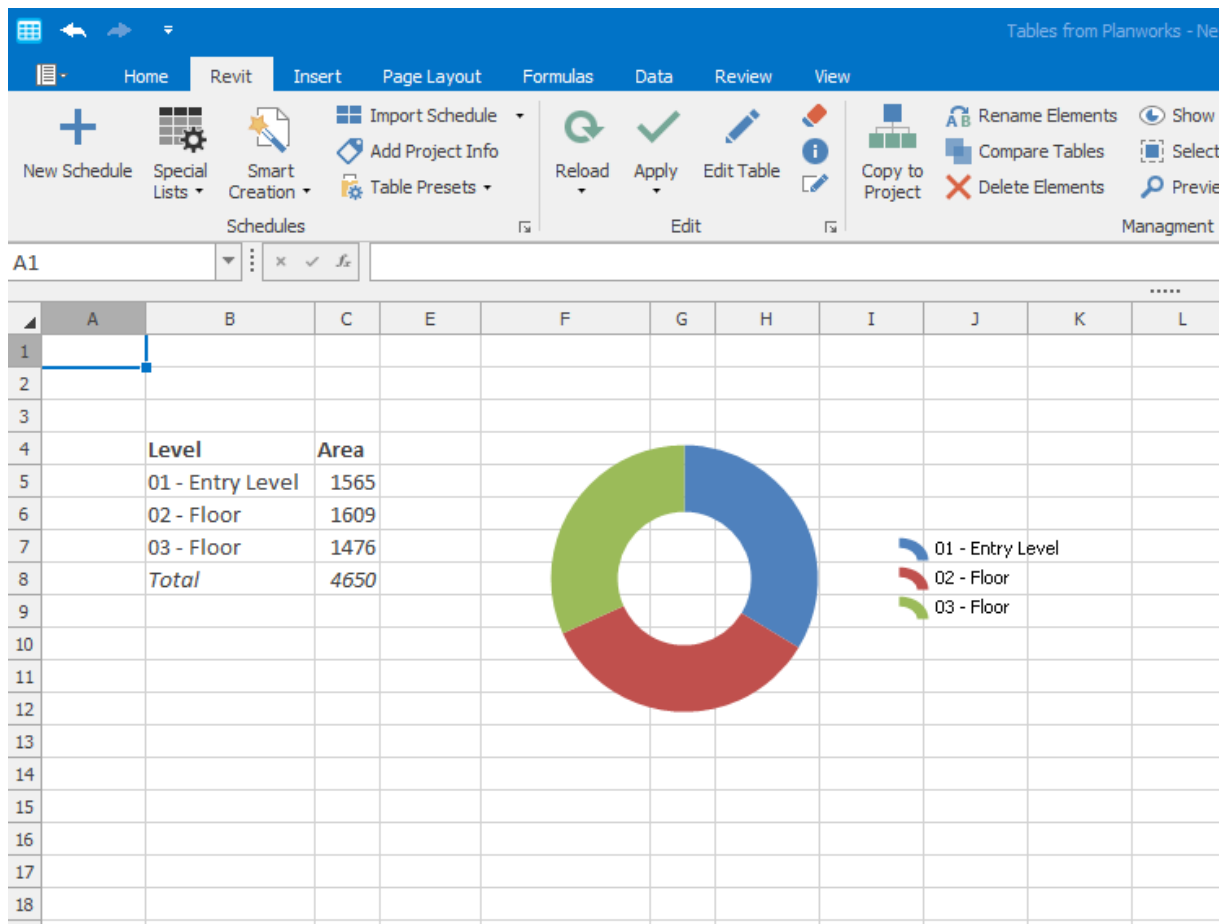 Tables from Planworks - Ne
Home Revit Insert Page Layout Formulas Data Review View
New Schedule
Special Lists
Smart Creation
Import Schedule
Add Project Info
Table Presets
Schedules
Reload
Apply
Edit Table
Edit
Copy to Project
Rename Elements
Compare Tables
Delete Elements
Show
Select
Previe
Managment
A1
fx
A B C E F G H I J K L
1
2
3
4 Level Area
5 01 - Entry Level 1565
6 02 - Floor 1609
7 03 - Floor 1476
8 Total 4650
9
10
11
12
13
14
15
16
17
18
01 - Entry Level
02 - Floor
03 - Floor